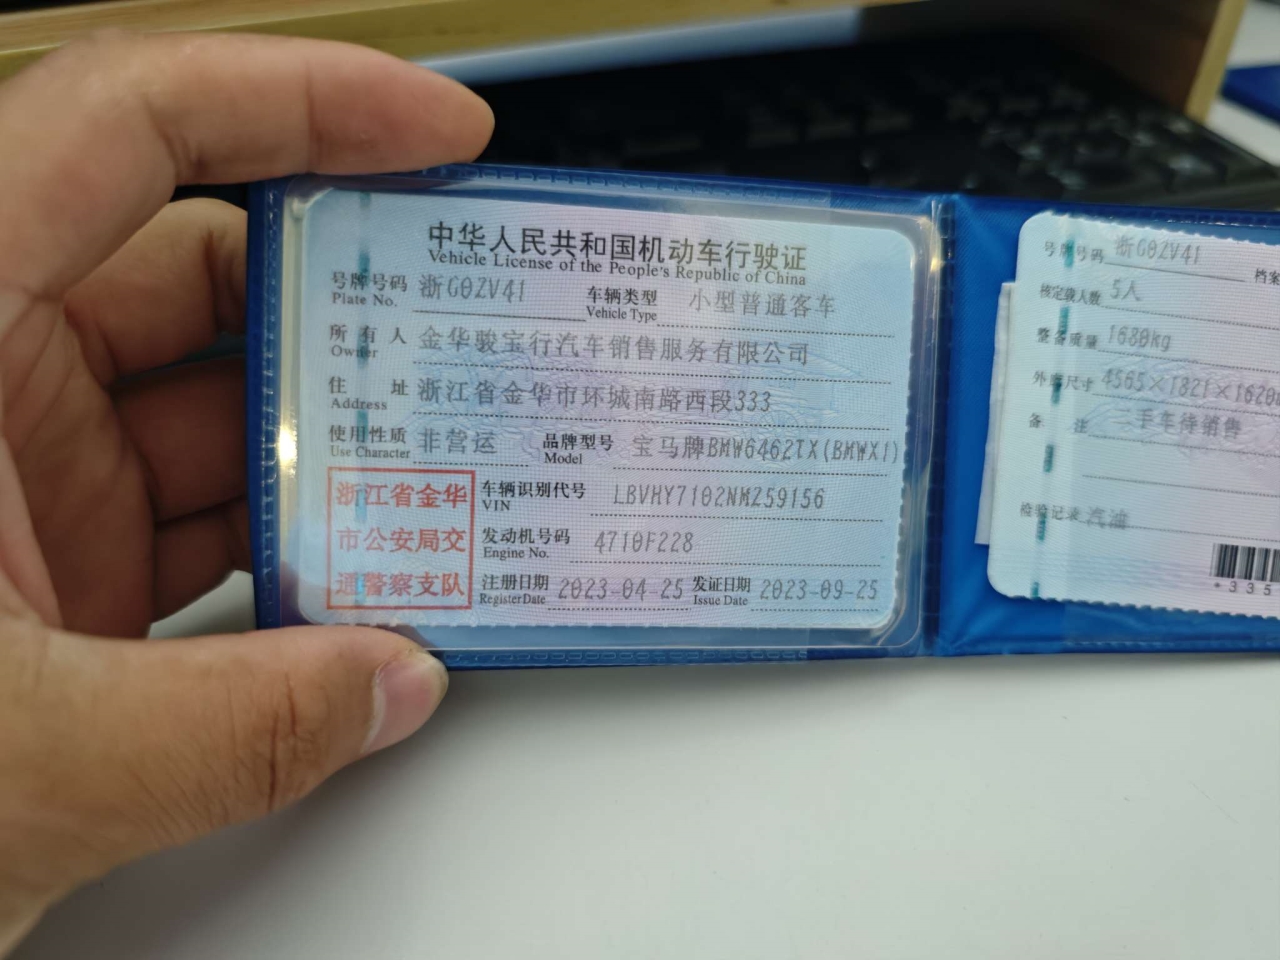 中华人民共和国机动车行驶证
Vehicle License of the People's Republic of China
号牌号码 浙G0ZV41 车辆类型 小型普通客车
Plate No. Vehicle Type
所有人 金华骏宝行汽车销售服务有限公司
Owner
住址 浙江省金华市环城南路西段333
Address
使用性质 非营运 品牌型号 宝马牌BMW6462TX(BMWX1)
Use Character Model
浙江省金华
市公安局交
通警察支队
车辆识别代号 LBVHY7102NMZ59156
VIN
发动机号码 4710F228
Engine No.
注册日期 2023-04-25 发证日期 2023-09-25
Register Date Issue Date
号牌号码 浙G0ZV41 档案
核定载人数 5人
整备质量 1680kg
外廓尺寸 4565×1821×1620
备注 二手车待销售
检验记录 汽油
*335